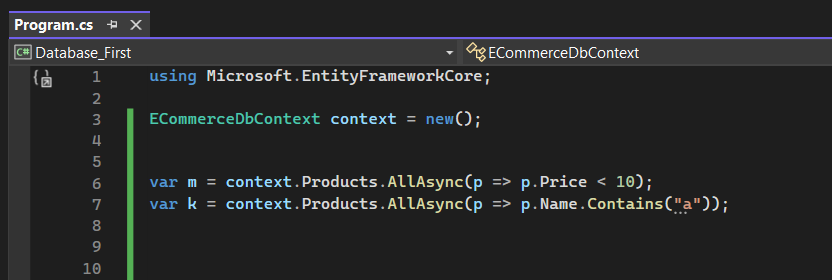 Program.cs
C# Database_First
ECommerceDbContext
1 using Microsoft.EntityFrameworkCore;
2
3 ECommerceDbContext context = new();
4
5
6 var m = context.Products.AllAsync(p => p.Price < 10);
7 var k = context.Products.AllAsync(p => p.Name.Contains("a"));
8
9
10